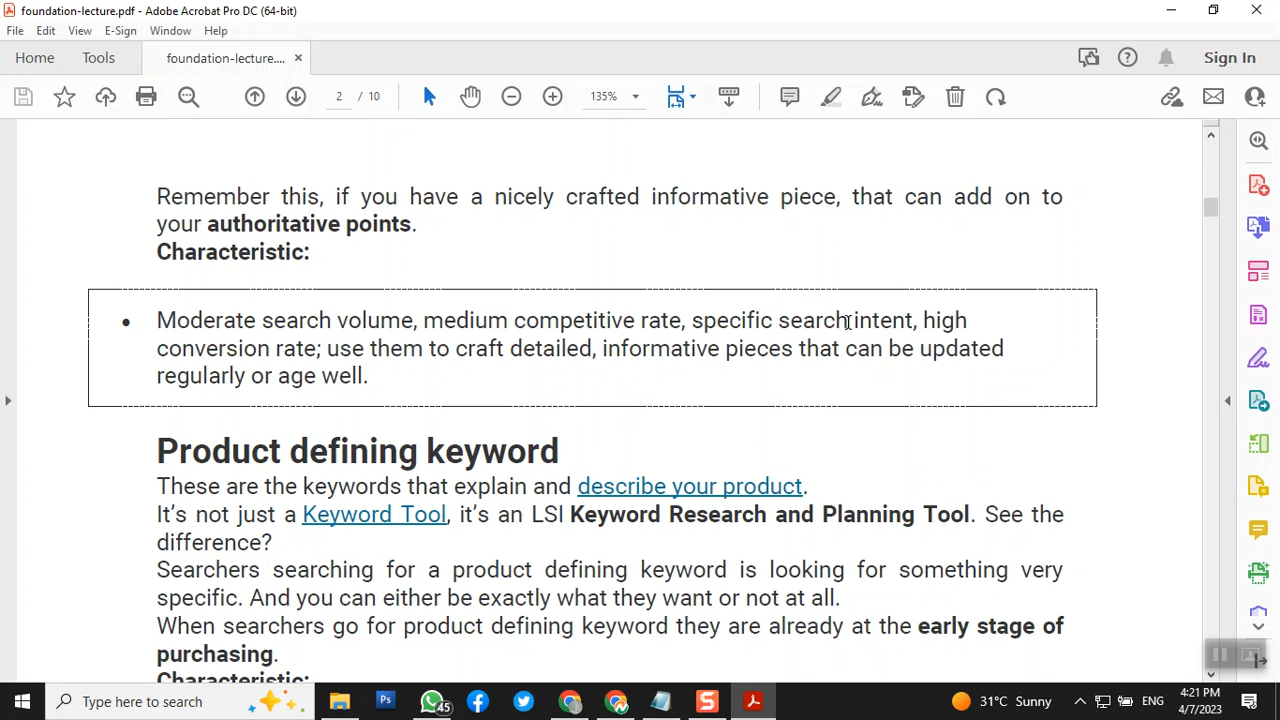 foundation-lecture.pdf - Adobe Acrobat Pro DC (64-bit)
File Edit View E-Sign Window Help
Home Tools foundation-lecture.... × Sign In
2 / 10 135%
Remember this, if you have a nicely crafted informative piece, that can add on to
your authoritative points.
Characteristic:
• Moderate search volume, medium competitive rate, specific search intent, high
conversion rate; use them to craft detailed, informative pieces that can be updated
regularly or age well.
Product defining keyword
These are the keywords that explain and describe your product.
It’s not just a Keyword Tool, it’s an LSI Keyword Research and Planning Tool. See the
difference?
Searchers searching for a product defining keyword is looking for something very
specific. And you can either be exactly what they want or not at all.
When searchers go for product defining keyword they are already at the early stage of
purchasing.
Characteristic:
Type here to search Ps 45 31°C Sunny ENG 4:21 PM
4/7/2023